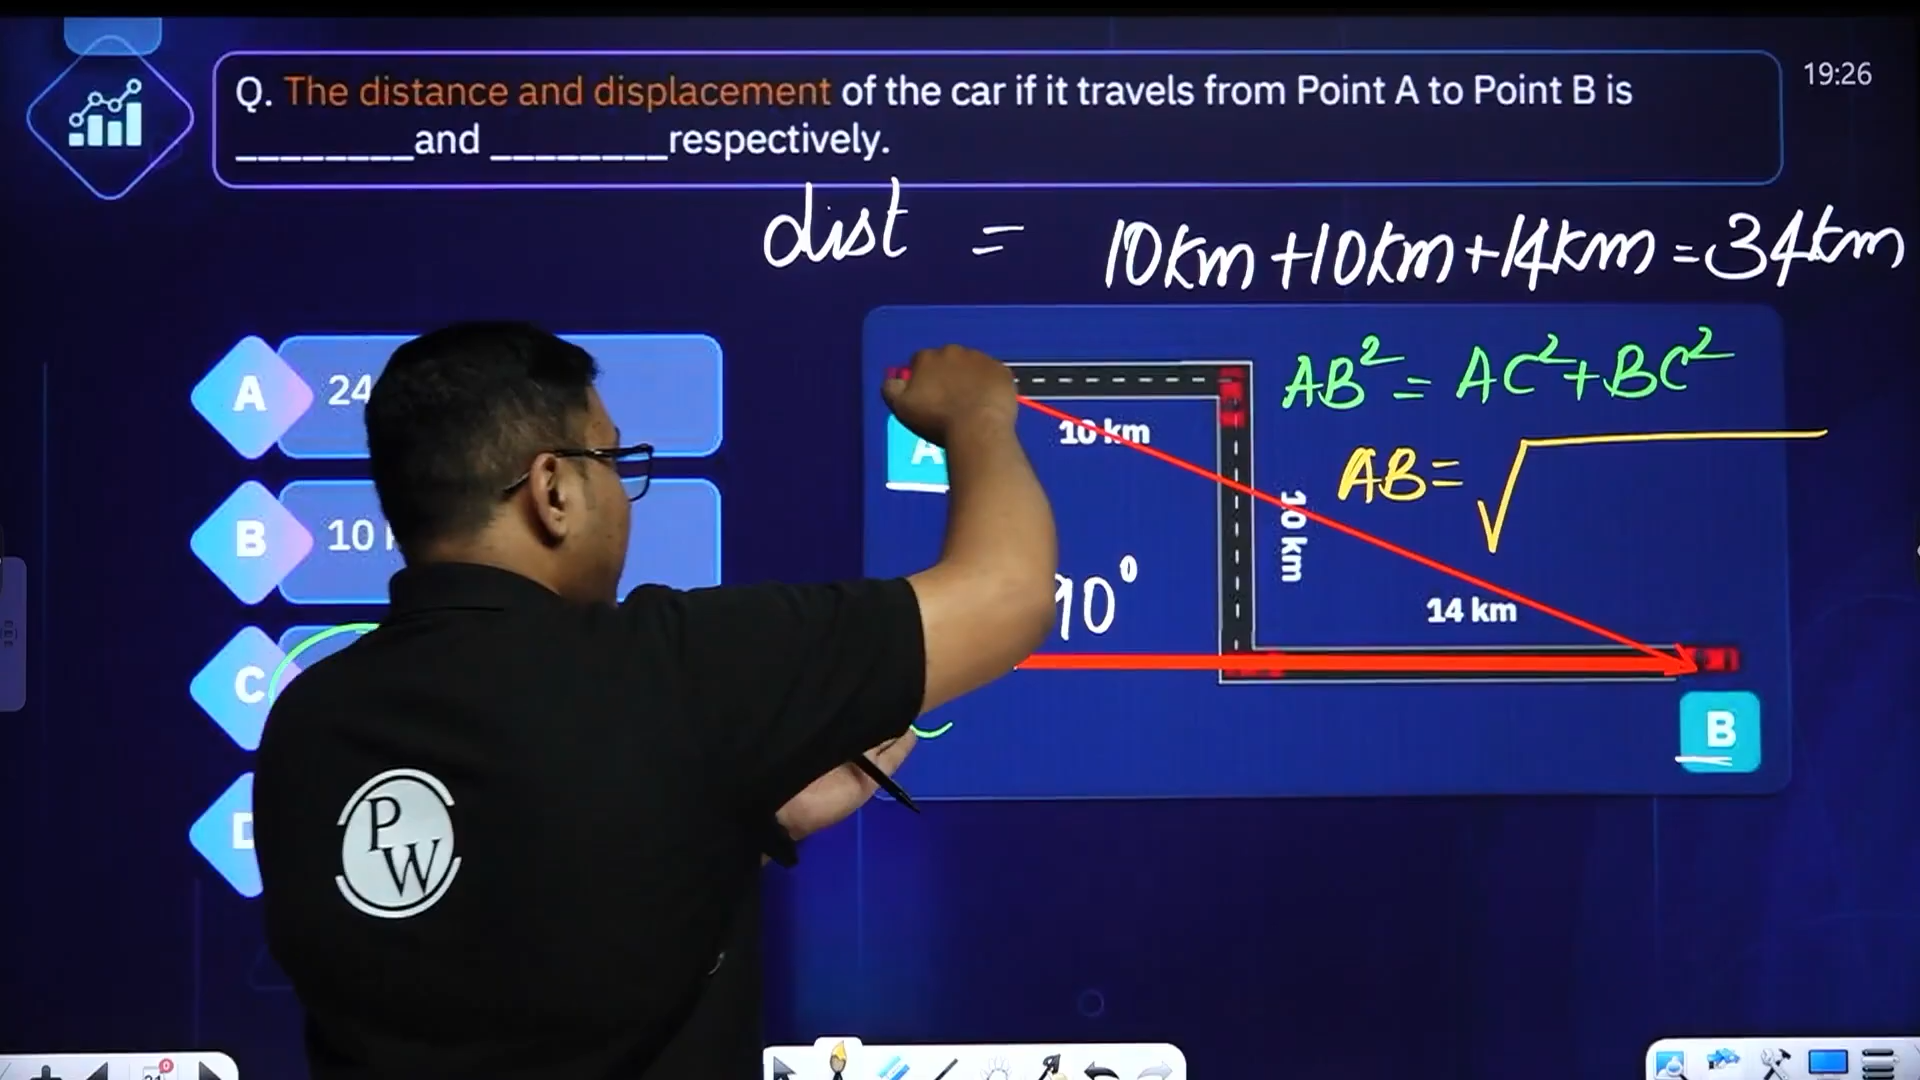 Q. The distance and displacement of the car if it travels from Point A to Point B is
________and ________respectively.
19:26
dist = 10km+10km+14km=34km
A 24
B 10
C
D
AB²= AC²+BC²
AB= √
A
10 km
10 km
90°
14 km
B
PW